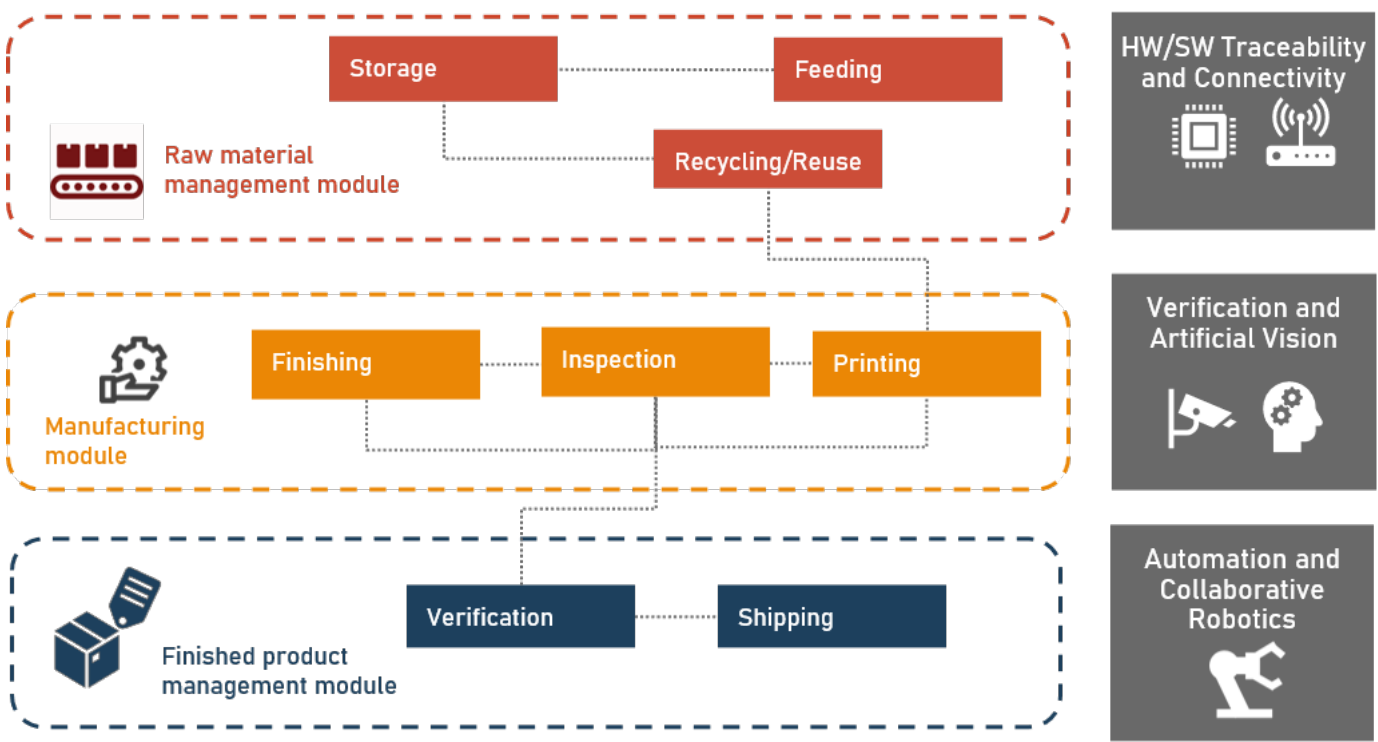 Storage
Feeding
Raw material
management module
Recycling/Reuse
HW/SW Traceability
and Connectivity
Finishing
Inspection
Printing
Manufacturing
module
Verification and
Artificial Vision
Verification
Shipping
Finished product
management module
Automation and
Collaborative
Robotics